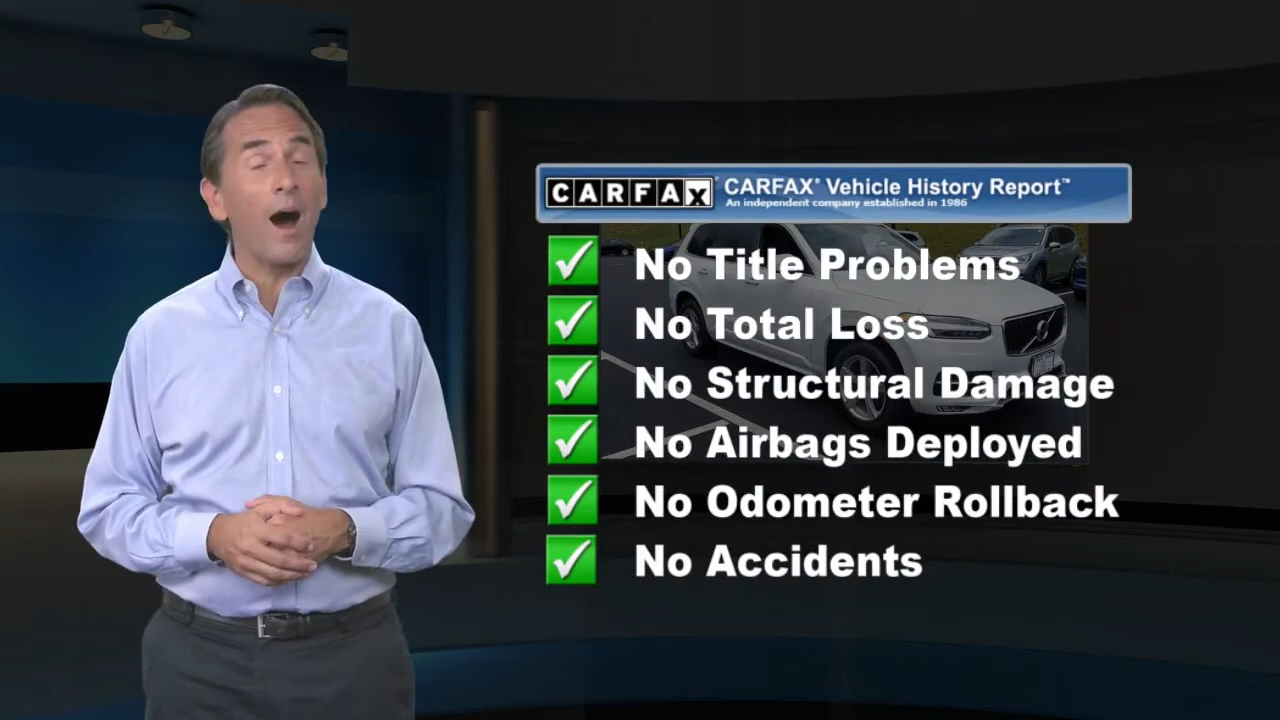 CARFAX® CARFAX® Vehicle History Report™
An independent company established in 1986
No Title Problems
No Total Loss
No Structural Damage
No Airbags Deployed
No Odometer Rollback
No Accidents